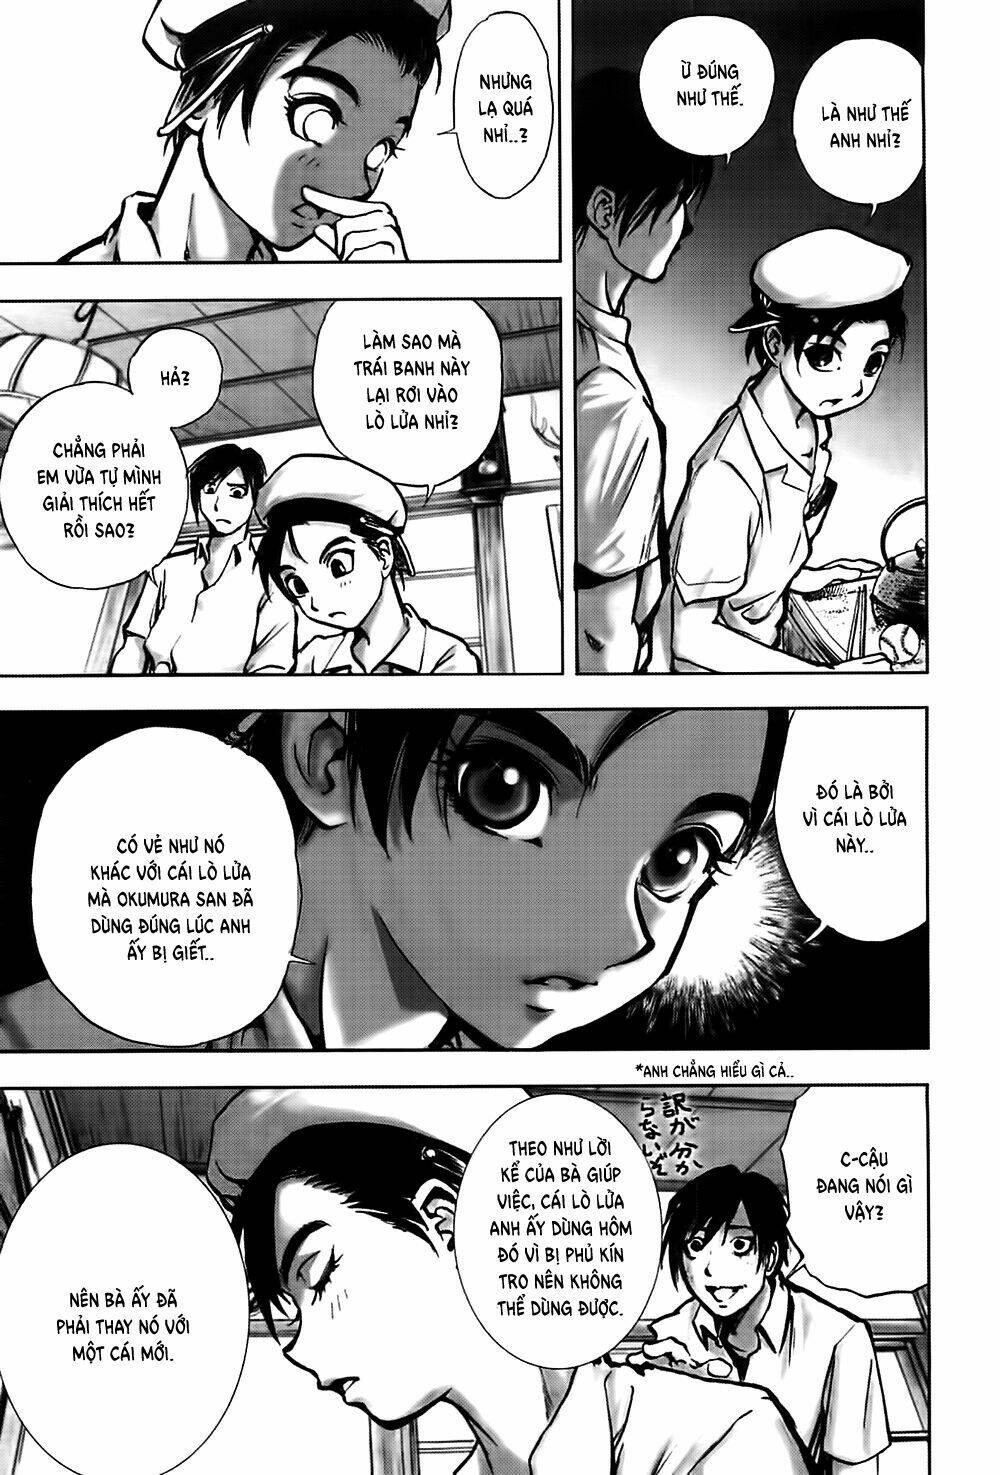 LÀ NHƯ THẾ
ANH NHỈ?
Ừ ĐÚNG
NHƯ THẾ.
NHƯNG
LẠ QUÁ
NHỈ..?
LÀM SAO MÀ
TRÁI BANH NÀY
LẠI RƠI VÀO
LÒ LỬA NHỈ?
HẢ?
CHẲNG PHẢI
EM VỪA TỰ MÌNH
GIẢI THÍCH HẾT
RỒI SAO?
ĐÓ LÀ BỞI
VÌ CÁI LÒ LỬA
NÀY..
CÓ VẺ NHƯ NÓ
KHÁC VỚI CÁI LÒ LỬA
MÀ OKUMURA SAN ĐÃ
DÙNG ĐÚNG LÚC ANH
ẤY BỊ GIẾT..
*ANH CHẲNG HIỂU GÌ CẢ..
訳が分か
らないぞ
C-CẬU
ĐANG NÓI GÌ
VẬY?
THEO NHƯ LỜI
KỂ CỦA BÀ GIÚP
VIỆC, CÁI LÒ LỬA
ANH ẤY DÙNG HÔM
ĐÓ VÌ BỊ PHỦ KÍN
TRO NÊN KHÔNG
THỂ DÙNG ĐƯỢC.
NÊN BÀ ẤY ĐÃ
PHẢI THAY NÓ VỚI
MỘT CÁI MỚI.